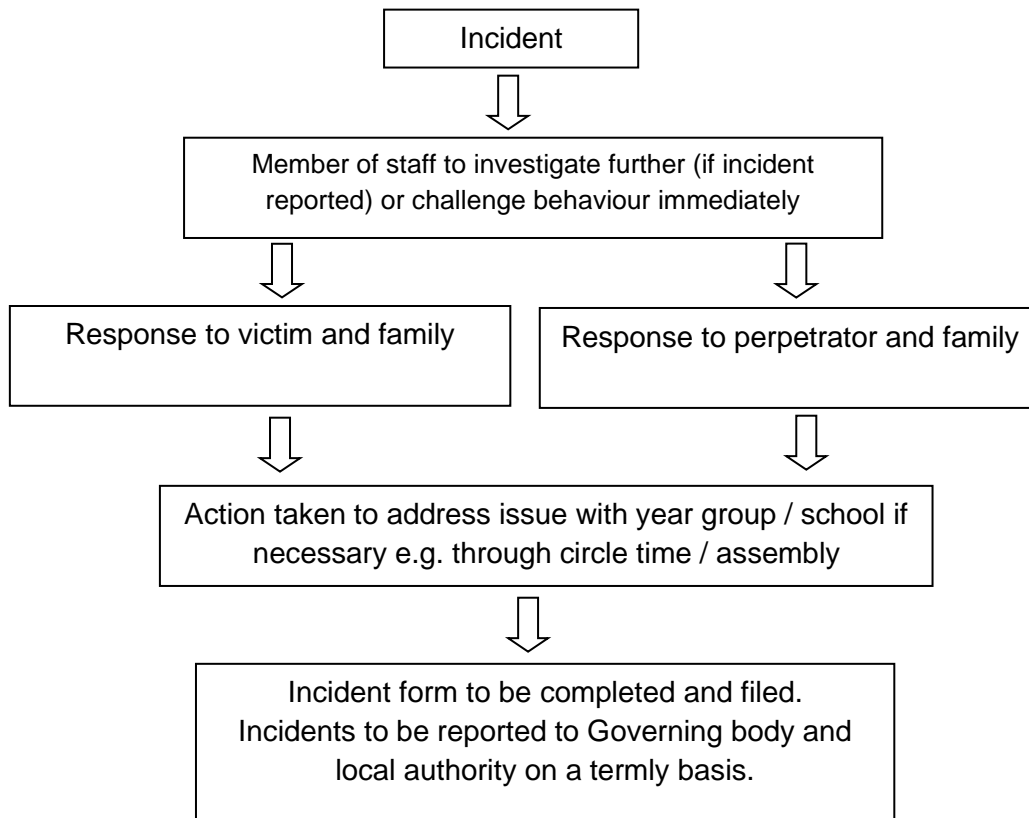 Incident
Member of staff to investigate further (if incident
reported) or challenge behaviour immediately
Response to victim and family
Response to perpetrator and family
Action taken to address issue with year group / school if
necessary e.g. through circle time / assembly
Incident form to be completed and filed.
Incidents to be reported to Governing body and
local authority on a termly basis.